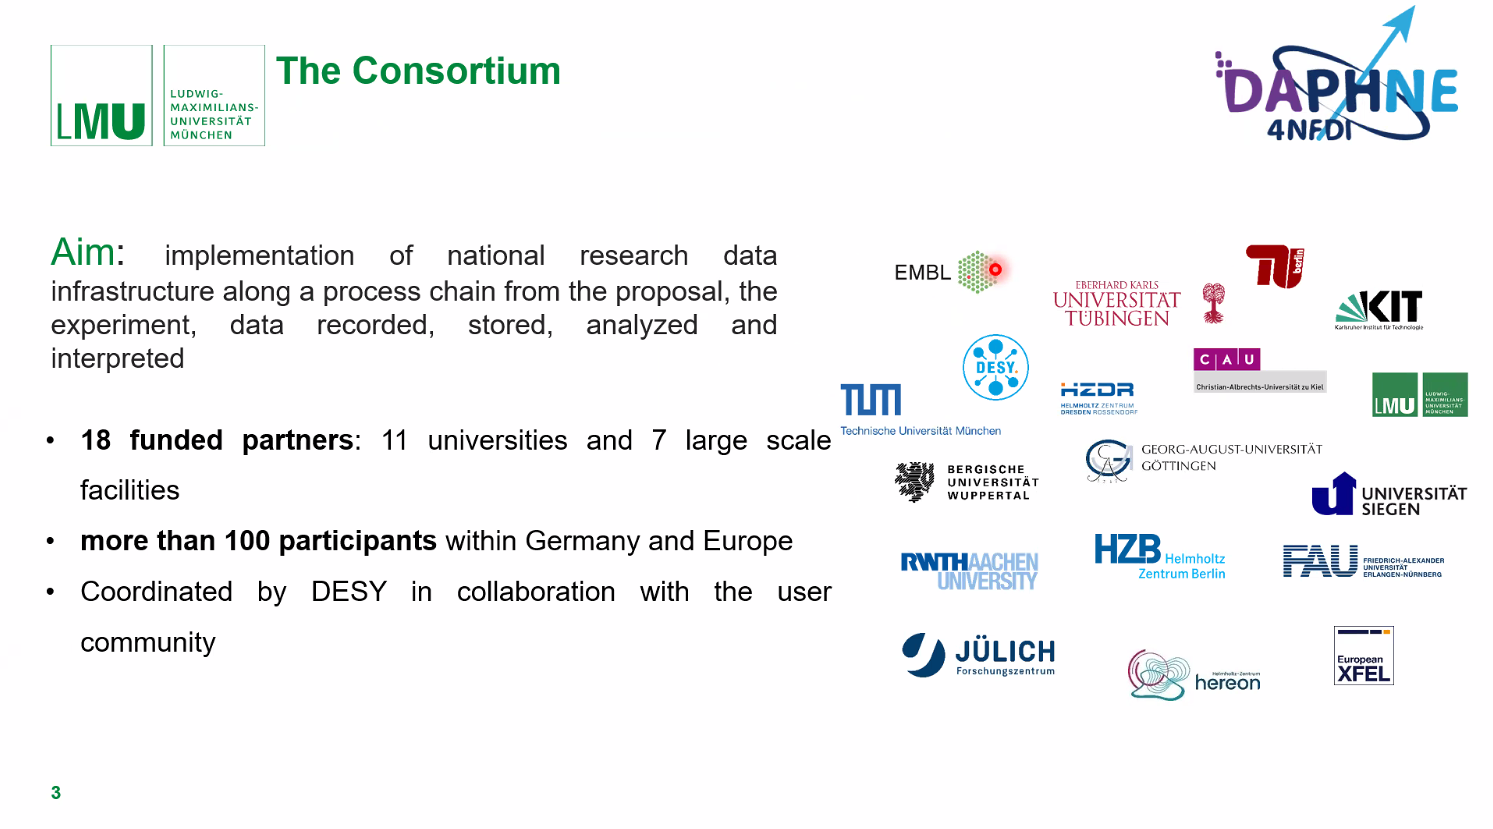 LMU
LUDWIG-
MAXIMILIANS-
UNIVERSITÄT
MÜNCHEN
The Consortium
DAPHNE
4NFDI
Aim: implementation of national research data
infrastructure along a process chain from the proposal, the
experiment, data recorded, stored, analyzed and
interpreted
• 18 funded partners: 11 universities and 7 large scale
facilities
• more than 100 participants within Germany and Europe
• Coordinated by DESY in collaboration with the user
community
EMBL
EBERHARD KARLS
UNIVERSITÄT
TÜBINGEN
TU
berlin
KIT
Karlsruher Institut für Technologie
DESY.
TUM
Technische Universität München
HZDR
HELMHOLTZ ZENTRUM
DRESDEN ROSSENDORF
CAU
Christian-Albrechts-Universität zu Kiel
LMU
LUDWIG-
MAXIMILIANS-
UNIVERSITÄT
MÜNCHEN
BERGISCHE
UNIVERSITÄT
WUPPERTAL
GEORG-AUGUST-UNIVERSITÄT
GÖTTINGEN
UNIVERSITÄT
SIEGEN
RWTHAACHEN
UNIVERSITY
HZB Helmholtz
Zentrum Berlin
FAU
FRIEDRICH-ALEXANDER
UNIVERSITÄT
ERLANGEN-NÜRNBERG
JÜLICH
Forschungszentrum
Helmholtz-Zentrum
hereon
European
XFEL
3